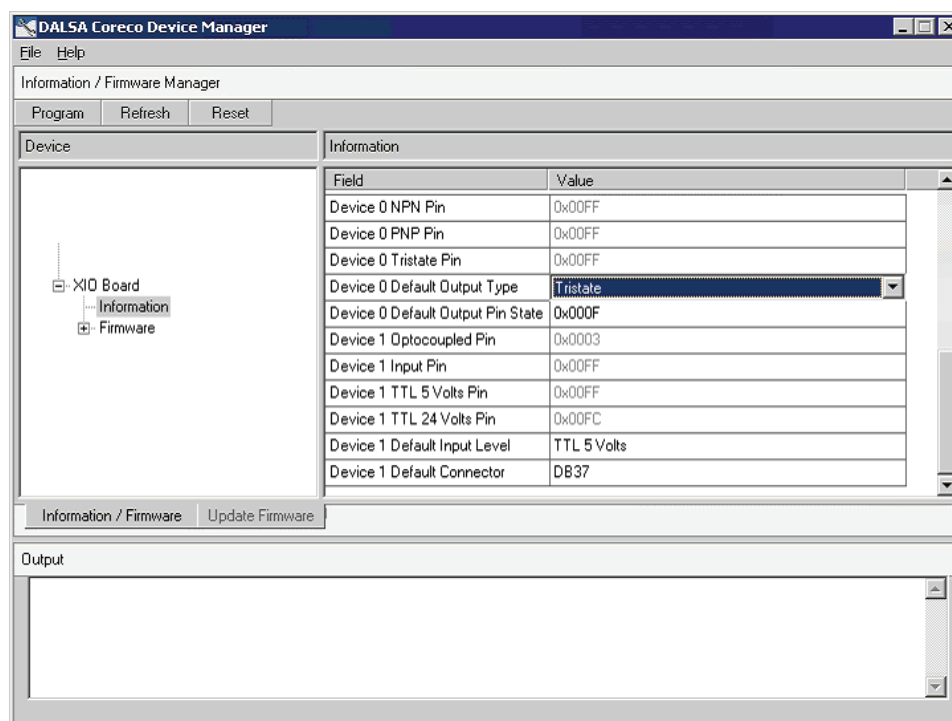 DALSA Coreco Device Manager
File Help
Information / Firmware Manager
Program Refresh Reset
Device
Information
Field Value
Device 0 NPN Pin 0x00FF
Device 0 PNP Pin 0x00FF
Device 0 Tristate Pin 0x00FF
Device 0 Default Output Type Tristate
Device 0 Default Output Pin State 0x000F
Device 1 Optocoupled Pin 0x0003
Device 1 Input Pin 0x00FF
Device 1 TTL 5 Volts Pin 0x00FF
Device 1 TTL 24 Volts Pin 0x00FC
Device 1 Default Input Level TTL 5 Volts
Device 1 Default Connector DB37
XIO Board
Information
Firmware
Information / Firmware Update Firmware
Output